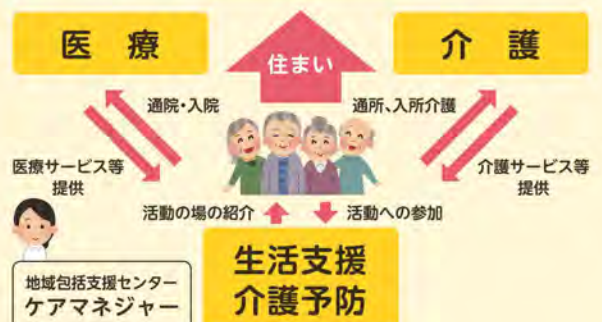 医 療
住まい
介 護
通院・入院
通所、入所介護
医療サービス等
提供
介護サービス等
提供
活動の場の紹介
活動への参加
地域包括支援センター
ケアマネジャー
生活支援
介護予防